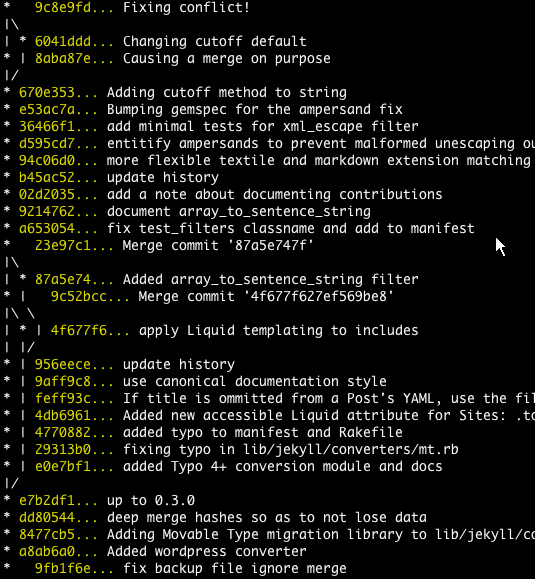 *   9c8e9fd... Fixing conflict!
|\
| * 6041ddd... Changing cutoff default
* | 8aba87e... Causing a merge on purpose
|/
* 670e353... Adding cutoff method to string
* e53ac7a... Bumping gemspec for the ampersand fix
* 36466f1... add minimal tests for xml_escape filter
* d595cd7... entitify ampersands to prevent malformed unescaping ou
* 94c06d0... more flexible textile and markdown extension matching
* b45ac52... update history
* 02d2035... add a note about documenting contributions
* 9214762... document array_to_sentence_string
* a653054... fix test_filters classname and add to manifest
*   23e97c1... Merge commit '87a5e747f'
|\
| * 87a5e74... Added array_to_sentence_string filter
* |   9c52bcc... Merge commit '4f677f627ef569be8'
|\ \
| * | 4f677f6... apply Liquid templating to includes
| |/
* | 956eece... update history
* | 9aff9c8... use canonical documentation style
* | feff93c... If title is ommitted from a Post's YAML, use the fil
* | 4db6961... Added new accessible Liquid attribute for Sites: .to
* | 4770882... added typo to manifest and Rakefile
* | 29313b0... fixing typo in lib/jekyll/converters/mt.rb
* | e0e7bf1... added Typo 4+ conversion module and docs
|/
* e7b2df1... up to 0.3.0
* dd80544... deep merge hashes so as to not lose data
* 8477cb5... Adding Movable Type migration library to lib/jekyll/co
* a8ab6a0... Added wordpress converter
*   9fb1f6e... fix backup file ignore merge